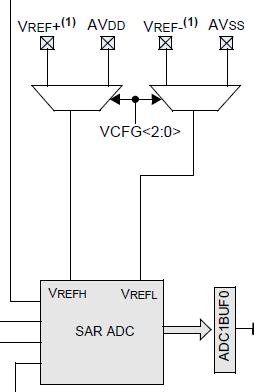 VREF+(1) AVDD VREF-(1) AVSS
VCFG<2:0>
VREFH VREFL
SAR ADC
ADC1BUF0